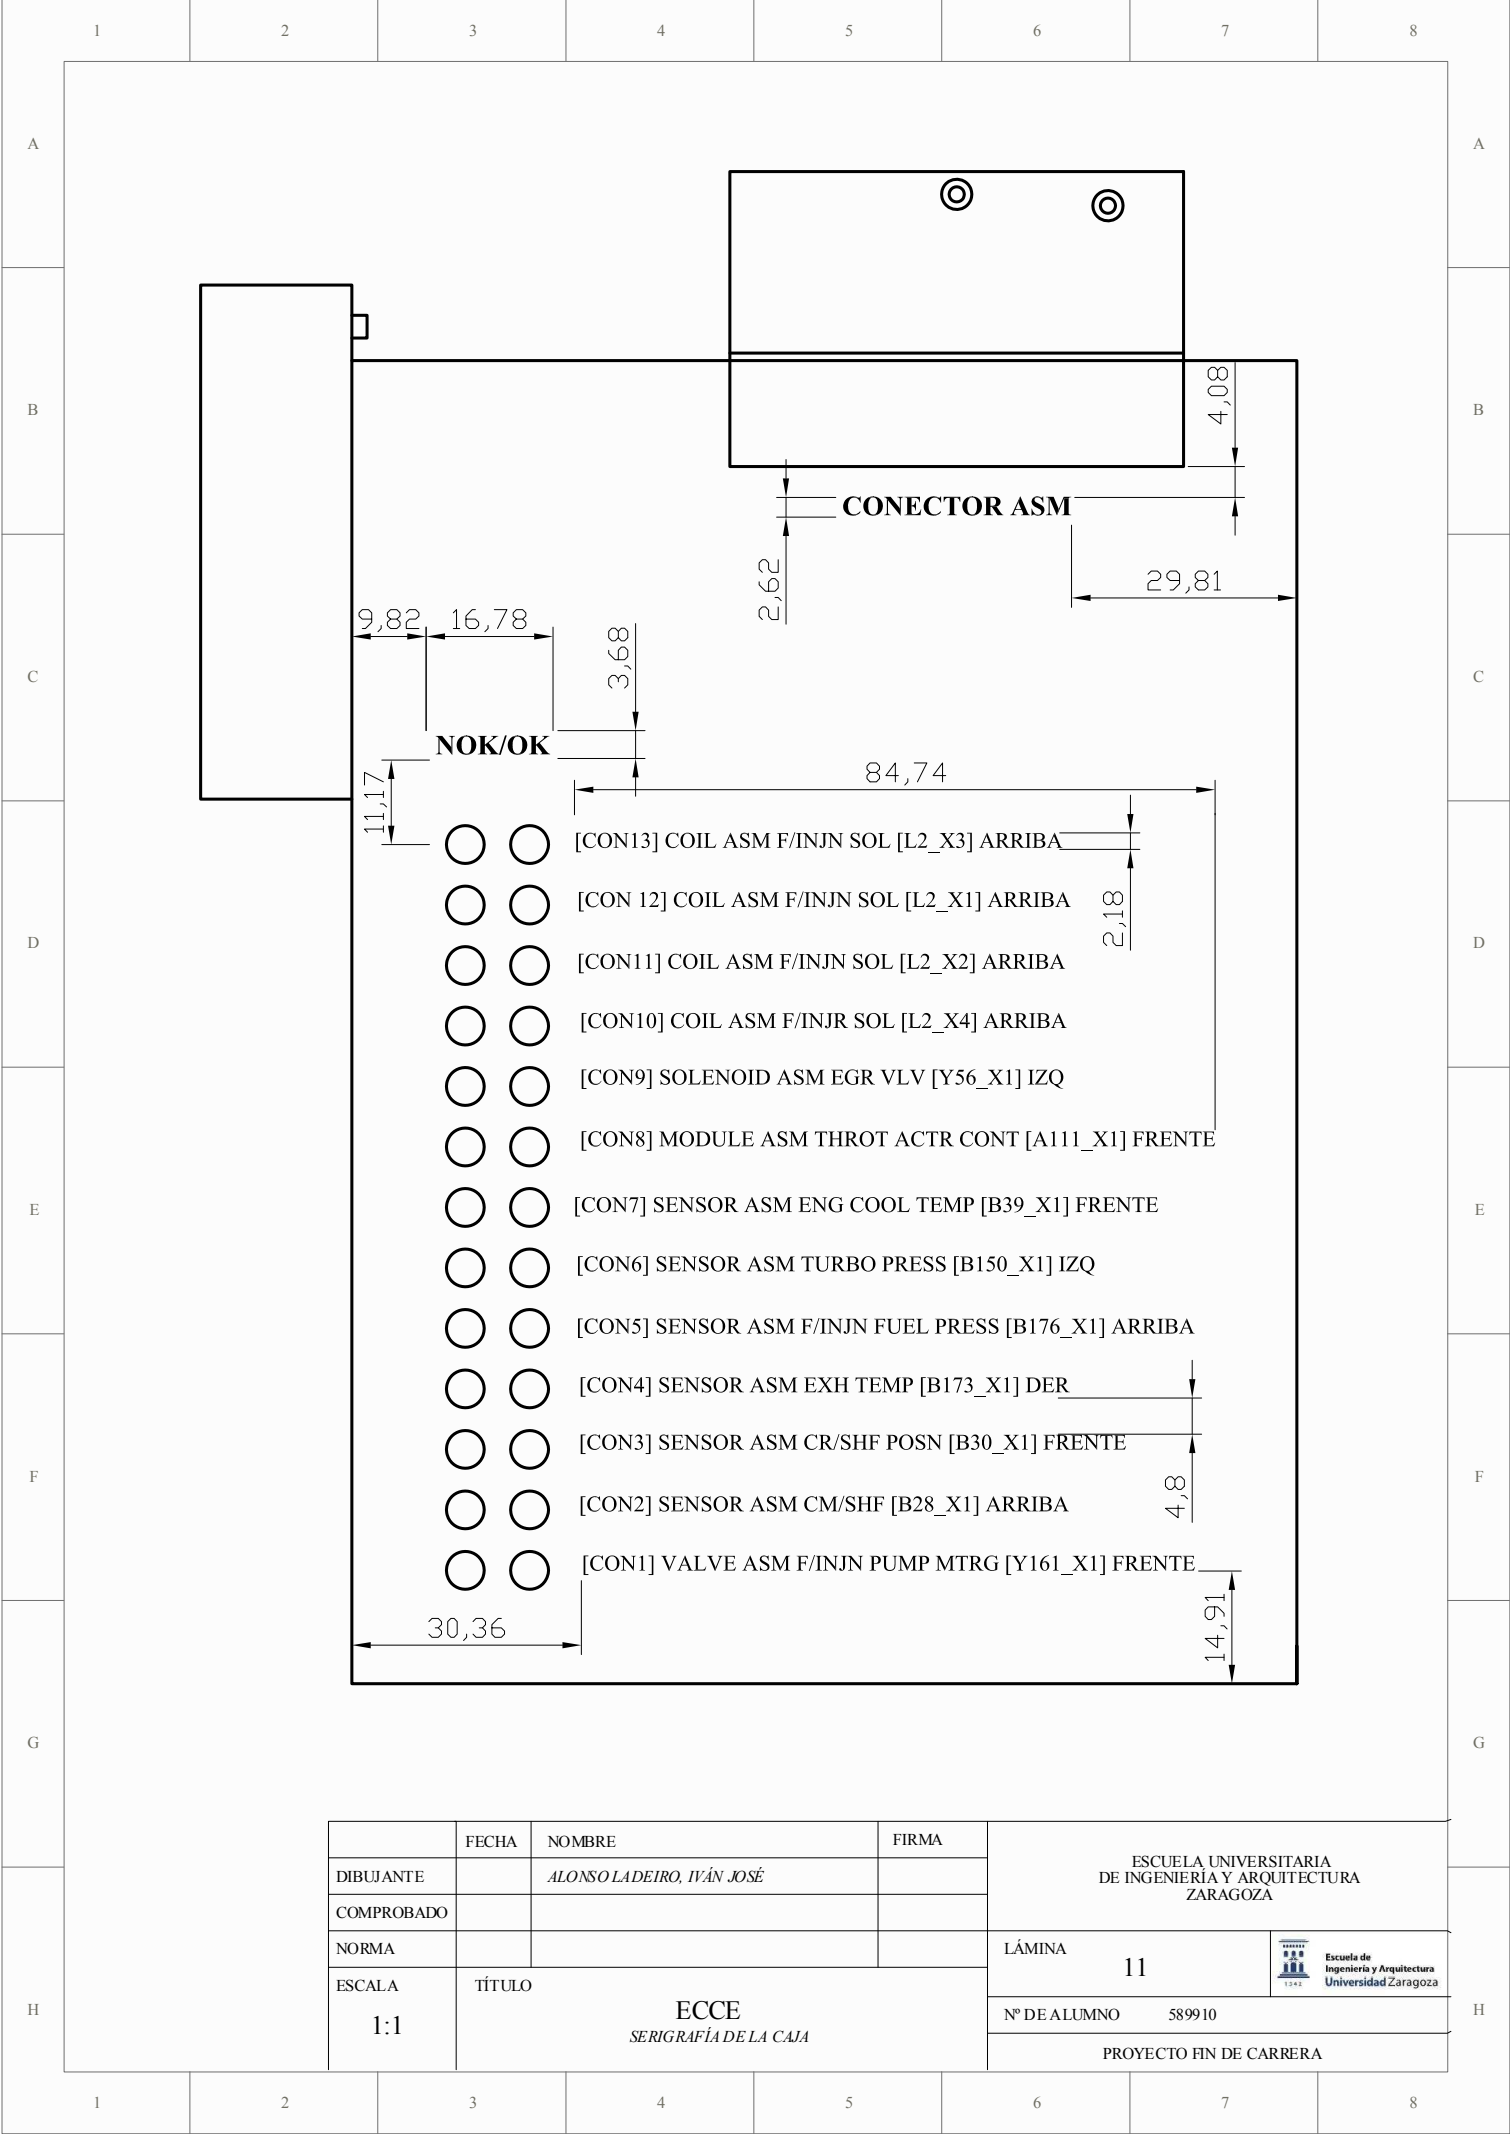 1 2 3 4 5 6 7 8
A A
B B
4,08
CONECTOR ASM
2,62
29,81
9,82 16,78
3,68
C C
NOK/OK
11,17
84,74
[CON13] COIL ASM F/INJN SOL [L2_X3] ARRIBA
[CON 12] COIL ASM F/INJN SOL [L2_X1] ARRIBA
2,18
D D
[CON11] COIL ASM F/INJN SOL [L2_X2] ARRIBA
[CON10] COIL ASM F/INJR SOL [L2_X4] ARRIBA
[CON9] SOLENOID ASM EGR VLV [Y56_X1] IZQ
[CON8] MODULE ASM THROT ACTR CONT [A111_X1] FRENTE
[CON7] SENSOR ASM ENG COOL TEMP [B39_X1] FRENTE
E E
[CON6] SENSOR ASM TURBO PRESS [B150_X1] IZQ
[CON5] SENSOR ASM F/INJN FUEL PRESS [B176_X1] ARRIBA
[CON4] SENSOR ASM EXH TEMP [B173_X1] DER
[CON3] SENSOR ASM CR/SHF POSN [B30_X1] FRENTE
F F
4,8
[CON2] SENSOR ASM CM/SHF [B28_X1] ARRIBA
[CON1] VALVE ASM F/INJN PUMP MTRG [Y161_X1] FRENTE
30,36
14,91
G G
FECHA NOMBRE FIRMA
DIBUJANTE ALONSO LADEIRO, IVÁN JOSÉ
COMPROBADO
NORMA
ESCALA
1:1
TÍTULO
ECCE
SERIGRAFÍA DE LA CAJA
ESCUELA UNIVERSITARIA
DE INGENIERÍA Y ARQUITECTURA
ZARAGOZA
LÁMINA
11
1542
Escuela de
Ingeniería y Arquitectura
Universidad Zaragoza
Nº DE ALUMNO 589910
PROYECTO FIN DE CARRERA
H H
1 2 3 4 5 6 7 8